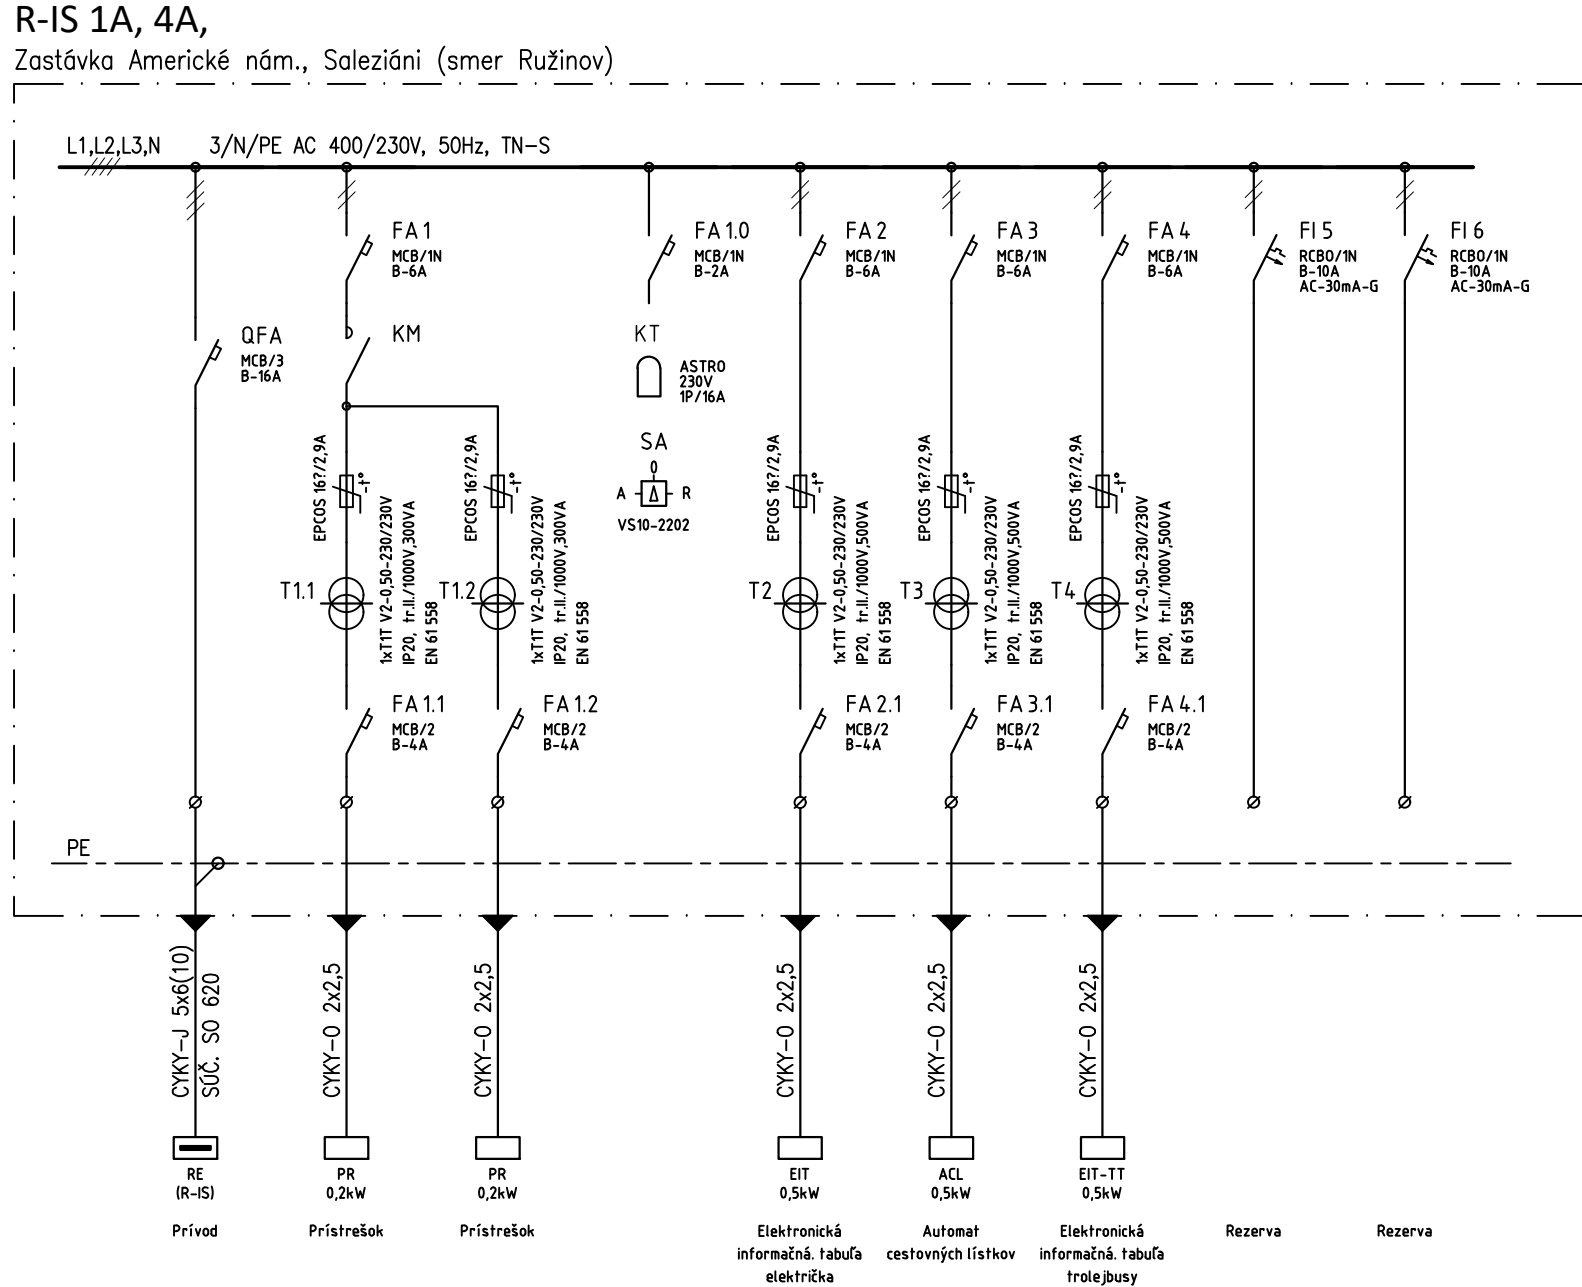 R-IS 1A, 4A,
Zastávka Americké nám., Saleziáni (smer Ružinov)
L1,L2,L3,N
3/N/PE AC 400/230V, 50Hz, TN-S
QFA
MCB/3
B-16A
FA 1
MCB/1N
B-6A
KM
FA 1.0
MCB/1N
B-2A
KT
ASTRO
230V
1P/16A
SA
0
A
R
VS10-2202
FA 2
MCB/1N
B-6A
FA 3
MCB/1N
B-6A
FA 4
MCB/1N
B-6A
FI 5
RCBO/1N
B-10A
AC-30mA-G
FI 6
RCBO/1N
B-10A
AC-30mA-G
EPCOS 16?/2,9A
-t°
T1.1
1xT1T V2-0,50-230/230V
IP20, tr.II./1000V,300VA
EN 61 558
EPCOS 16?/2,9A
-t°
T1.2
1xT1T V2-0,50-230/230V
IP20, tr.II./1000V,300VA
EN 61 558
EPCOS 16?/2,9A
-t°
T2
1xT1T V2-0,50-230/230V
IP20, tr.II./1000V,500VA
EN 61 558
EPCOS 16?/2,9A
-t°
T3
1xT1T V2-0,50-230/230V
IP20, tr.II./1000V,500VA
EN 61 558
EPCOS 16?/2,9A
-t°
T4
1xT1T V2-0,50-230/230V
IP20, tr.II./1000V,500VA
EN 61 558
FA 1.1
MCB/2
B-4A
FA 1.2
MCB/2
B-4A
FA 2.1
MCB/2
B-4A
FA 3.1
MCB/2
B-4A
FA 4.1
MCB/2
B-4A
PE
CYKY-J 5x6(10)
SÚČ. SO 620
CYKY-O 2x2,5
CYKY-O 2x2,5
CYKY-O 2x2,5
CYKY-O 2x2,5
CYKY-O 2x2,5
RE
(R-IS)
Prívod
PR
0,2kW
Prístrešok
PR
0,2kW
Prístrešok
EIT
0,5kW
Elektronická
informačná. tabuľa
električka
ACL
0,5kW
Automat
cestovných lístkov
EIT-TT
0,5kW
Elektronická
informačná. tabuľa
trolejbusy
Rezerva
Rezerva